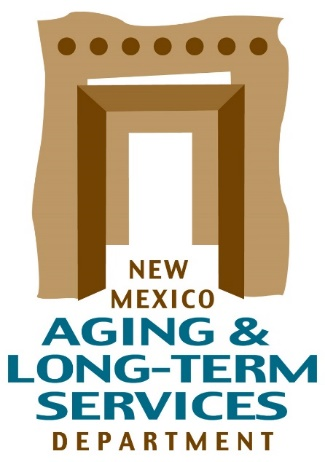 NEW
MEXICO
AGING &
LONG-TERM
SERVICES
DEPARTMENT